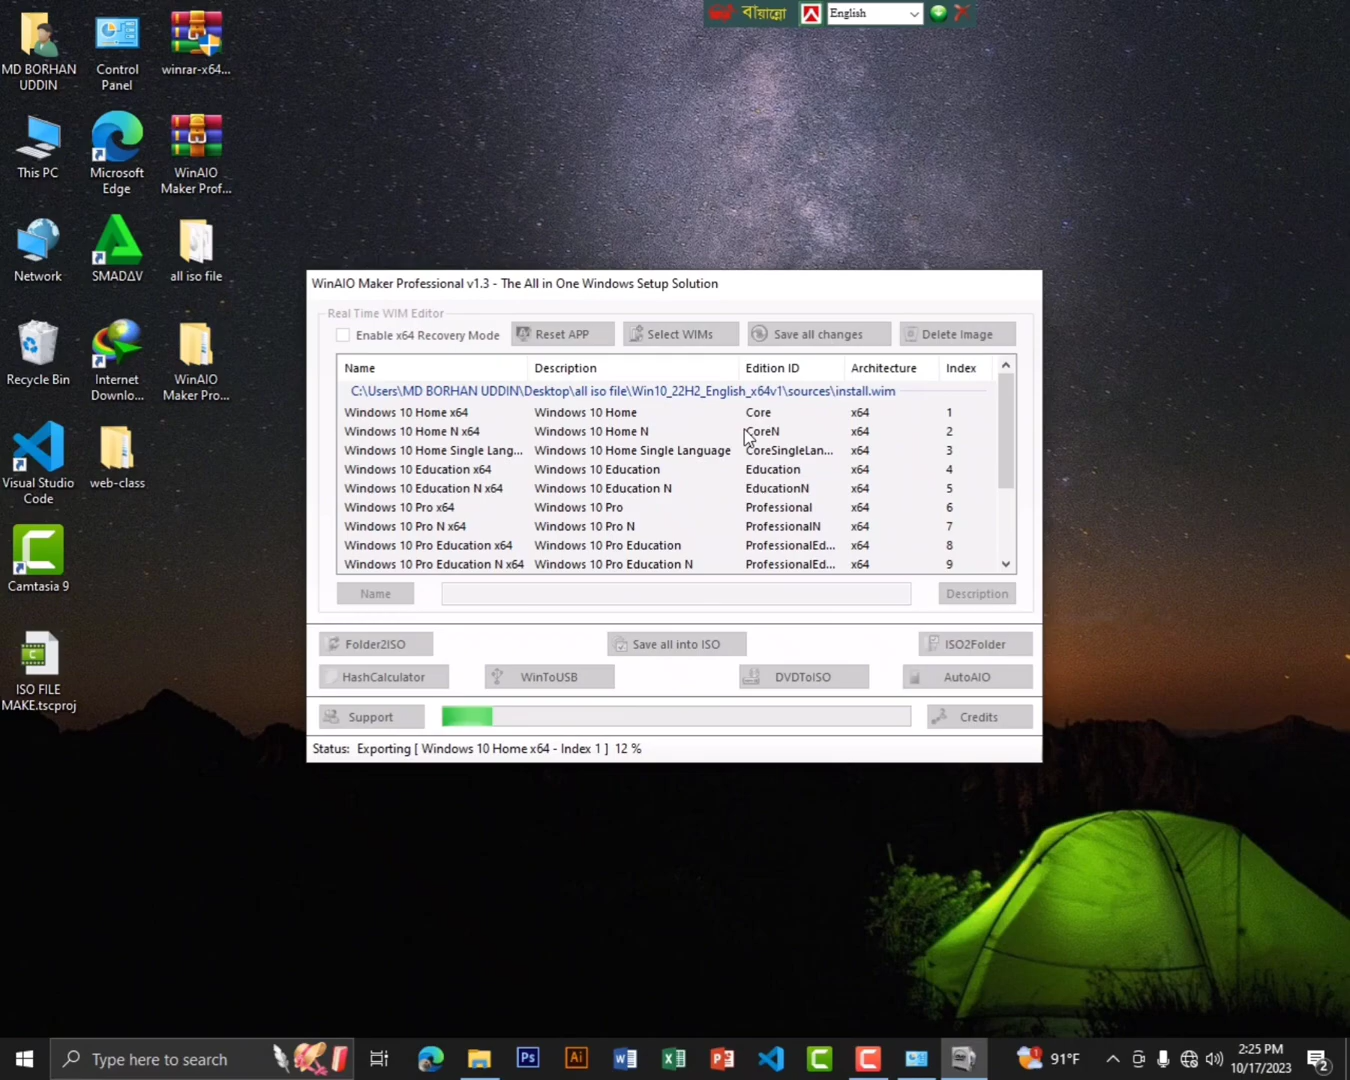 বায়ান্নো
English
MD BORHAN
UDDIN
Control
Panel
winrar-x64...
This PC
Microsoft
Edge
WinAIO
Maker Prof...
Network
SMADΔV
all iso file
Recycle Bin
Internet
Downlo...
WinAIO
Maker Pro...
Visual Studio
Code
web-class
Camtasia 9
ISO FILE
MAKE.tscproj
WinAIO Maker Professional v1.3 - The All in One Windows Setup Solution
Real Time WIM Editor
Enable x64 Recovery Mode Reset APP Select WIMs Save all changes Delete Image
Name Description Edition ID Architecture Index
C:\Users\MD BORHAN UDDIN\Desktop\all iso file\Win10_22H2_English_x64v1\sources\install.wim
Windows 10 Home x64 Windows 10 Home Core x64 1
Windows 10 Home N x64 Windows 10 Home N CoreN x64 2
Windows 10 Home Single Lang... Windows 10 Home Single Language CoreSingleLan... x64 3
Windows 10 Education x64 Windows 10 Education Education x64 4
Windows 10 Education N x64 Windows 10 Education N EducationN x64 5
Windows 10 Pro x64 Windows 10 Pro Professional x64 6
Windows 10 Pro N x64 Windows 10 Pro N ProfessionalN x64 7
Windows 10 Pro Education x64 Windows 10 Pro Education ProfessionalEd... x64 8
Windows 10 Pro Education N x64 Windows 10 Pro Education N ProfessionalEd... x64 9
Name Description
Folder2ISO Save all into ISO ISO2Folder
HashCalculator WinToUSB DVDToISO AutoAIO
Support Credits
Status: Exporting [ Windows 10 Home x64 - Index 1 ] 12 %
Type here to search
Ps
Ai
91°F
2:25 PM
10/17/2023
2